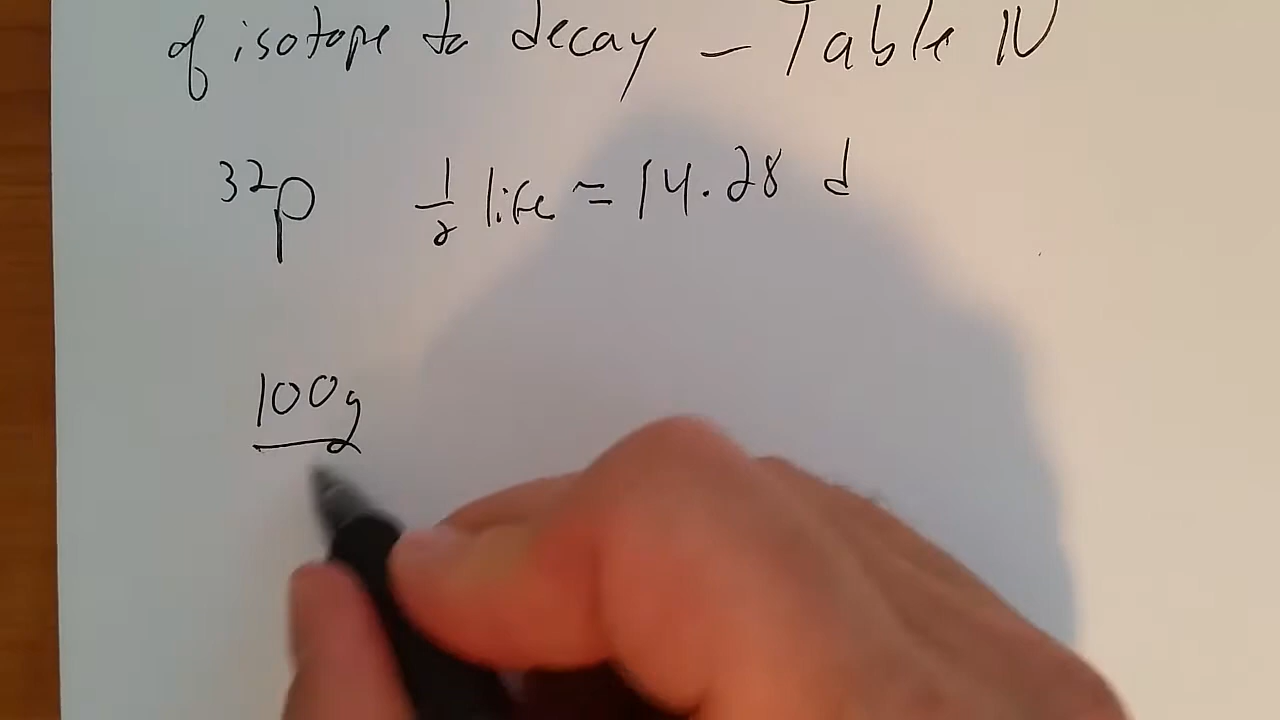 of isotope to decay – Table N
³²P ½ life = 14.28 d
100g